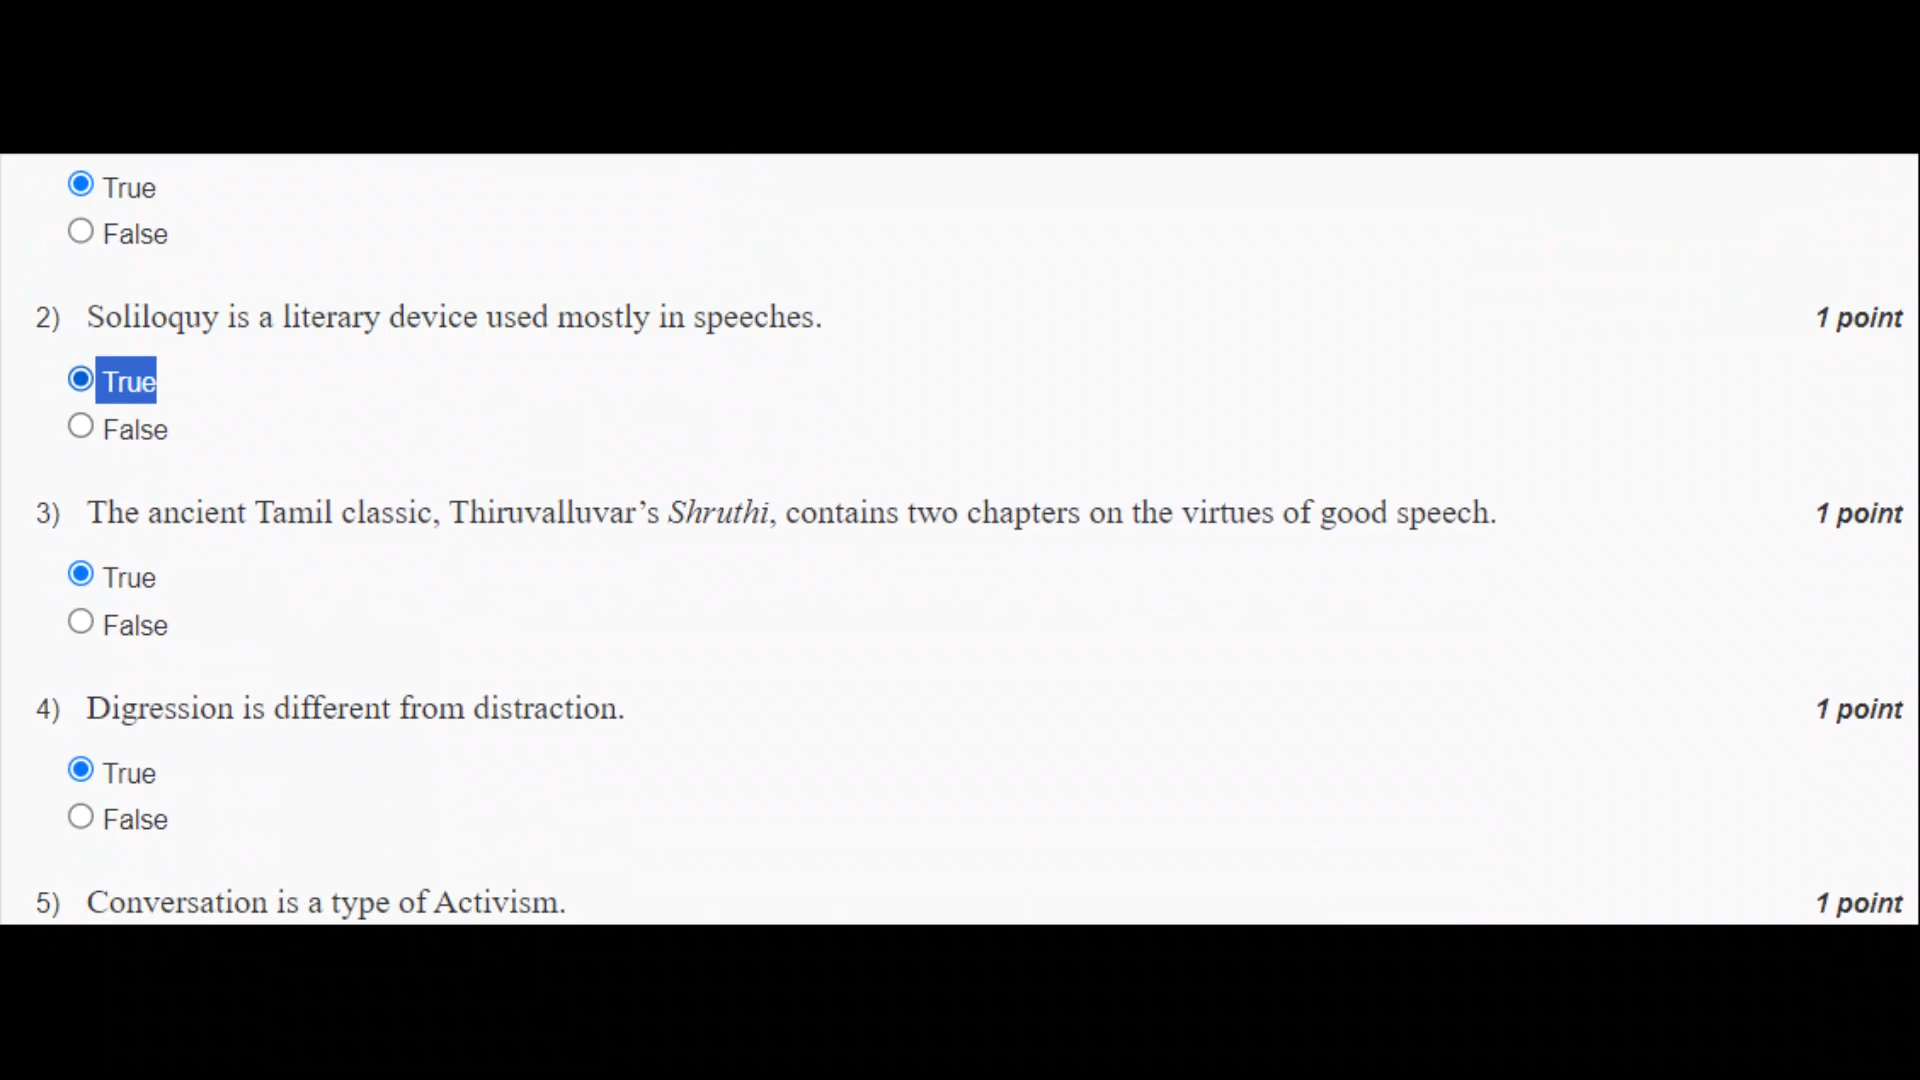 True
False
2) Soliloquy is a literary device used mostly in speeches. 1 point
True
False
3) The ancient Tamil classic, Thiruvalluvar’s Shruthi, contains two chapters on the virtues of good speech. 1 point
True
False
4) Digression is different from distraction. 1 point
True
False
5) Conversation is a type of Activism. 1 point